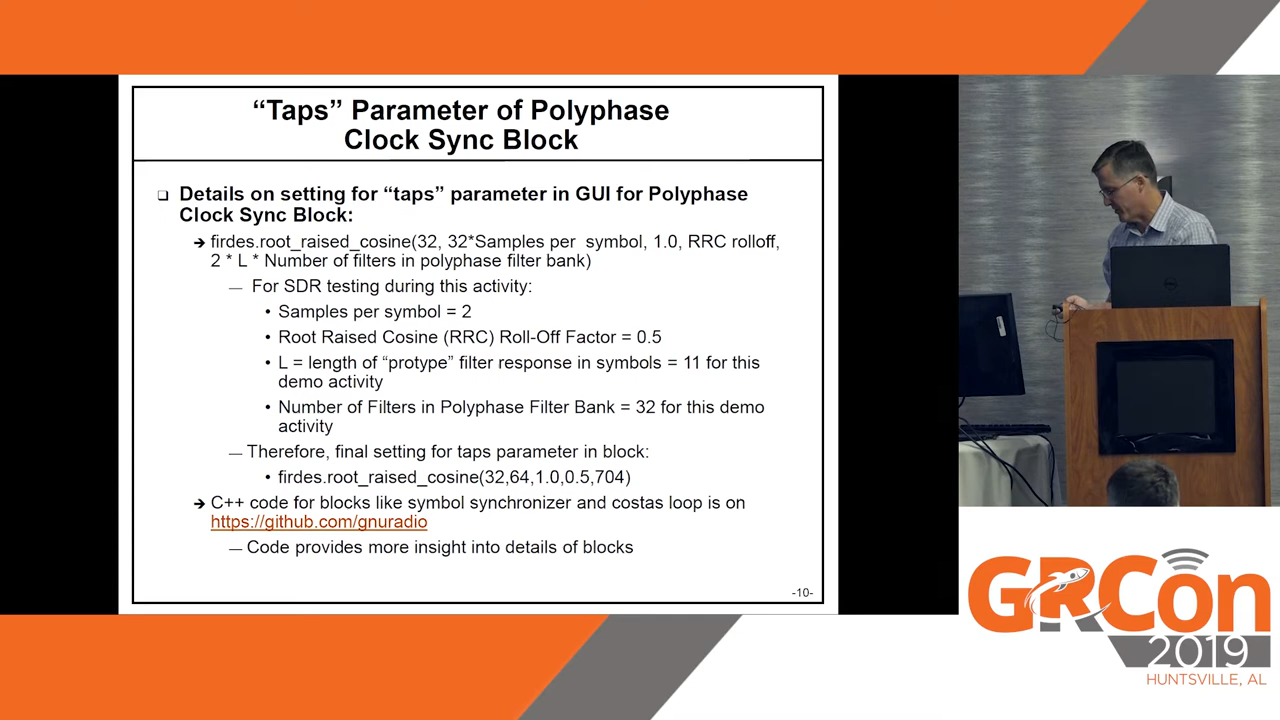 “Taps” Parameter of Polyphase
Clock Sync Block
❑ Details on setting for “taps” parameter in GUI for Polyphase
Clock Sync Block:
➔ firdes.root_raised_cosine(32, 32*Samples per symbol, 1.0, RRC rolloff,
2 * L * Number of filters in polyphase filter bank)
— For SDR testing during this activity:
• Samples per symbol = 2
• Root Raised Cosine (RRC) Roll-Off Factor = 0.5
• L = length of “protype” filter response in symbols = 11 for this
demo activity
• Number of Filters in Polyphase Filter Bank = 32 for this demo
activity
— Therefore, final setting for taps parameter in block:
• firdes.root_raised_cosine(32,64,1.0,0.5,704)
➔ C++ code for blocks like symbol synchronizer and costas loop is on
https://github.com/gnuradio
— Code provides more insight into details of blocks
-10-
GRCon
2019
HUNTSVILLE, AL